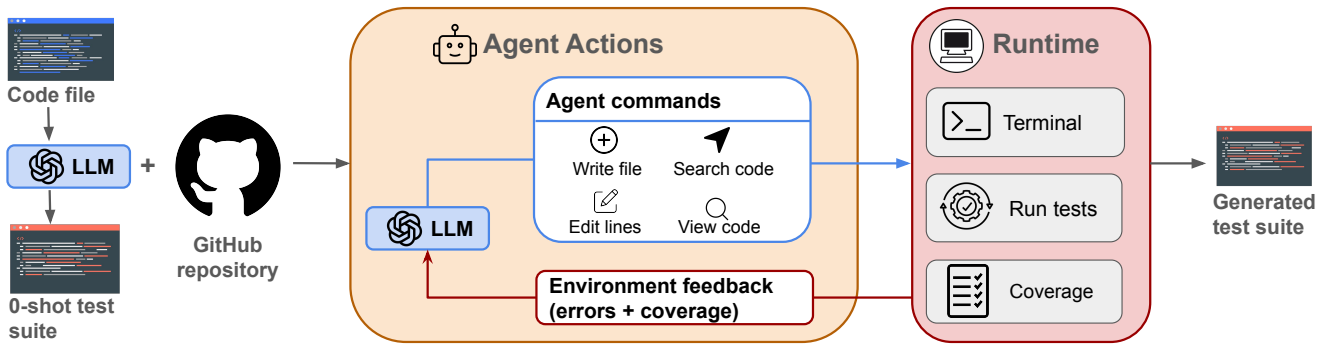 Code file
LLM
+
0-shot test
suite
GitHub
repository
Agent Actions
LLM
Agent commands
Write file
Search code
Edit lines
View code
Environment feedback
(errors + coverage)
Runtime
Terminal
Run tests
Coverage
Generated
test suite